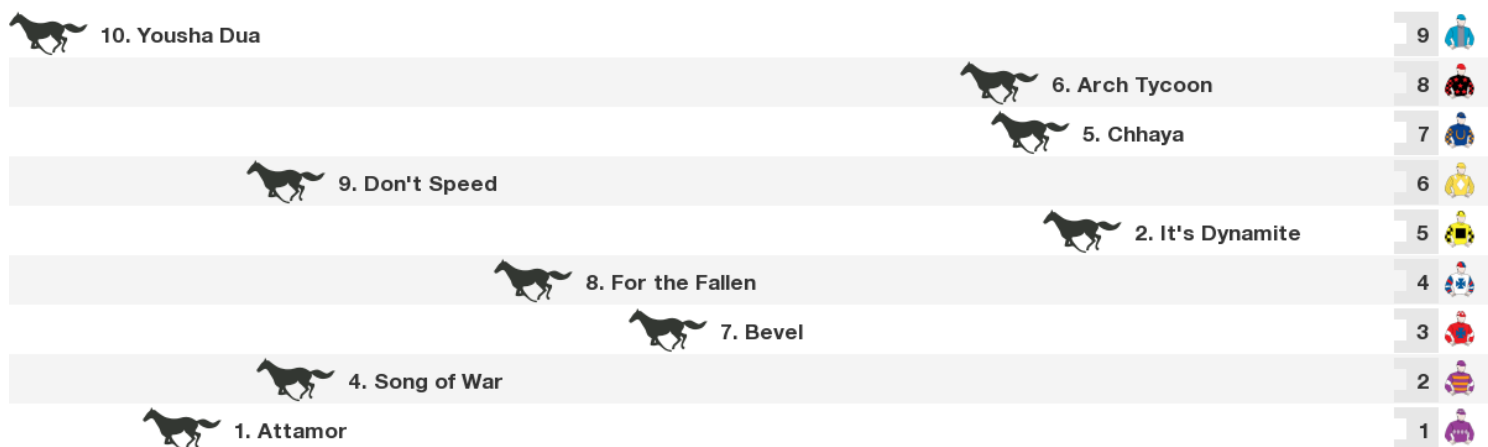 10. Yousha Dua 9
6. Arch Tycoon 8
5. Chhaya 7
9. Don't Speed 6
2. It's Dynamite 5
8. For the Fallen 4
7. Bevel 3
4. Song of War 2
1. Attamor 1